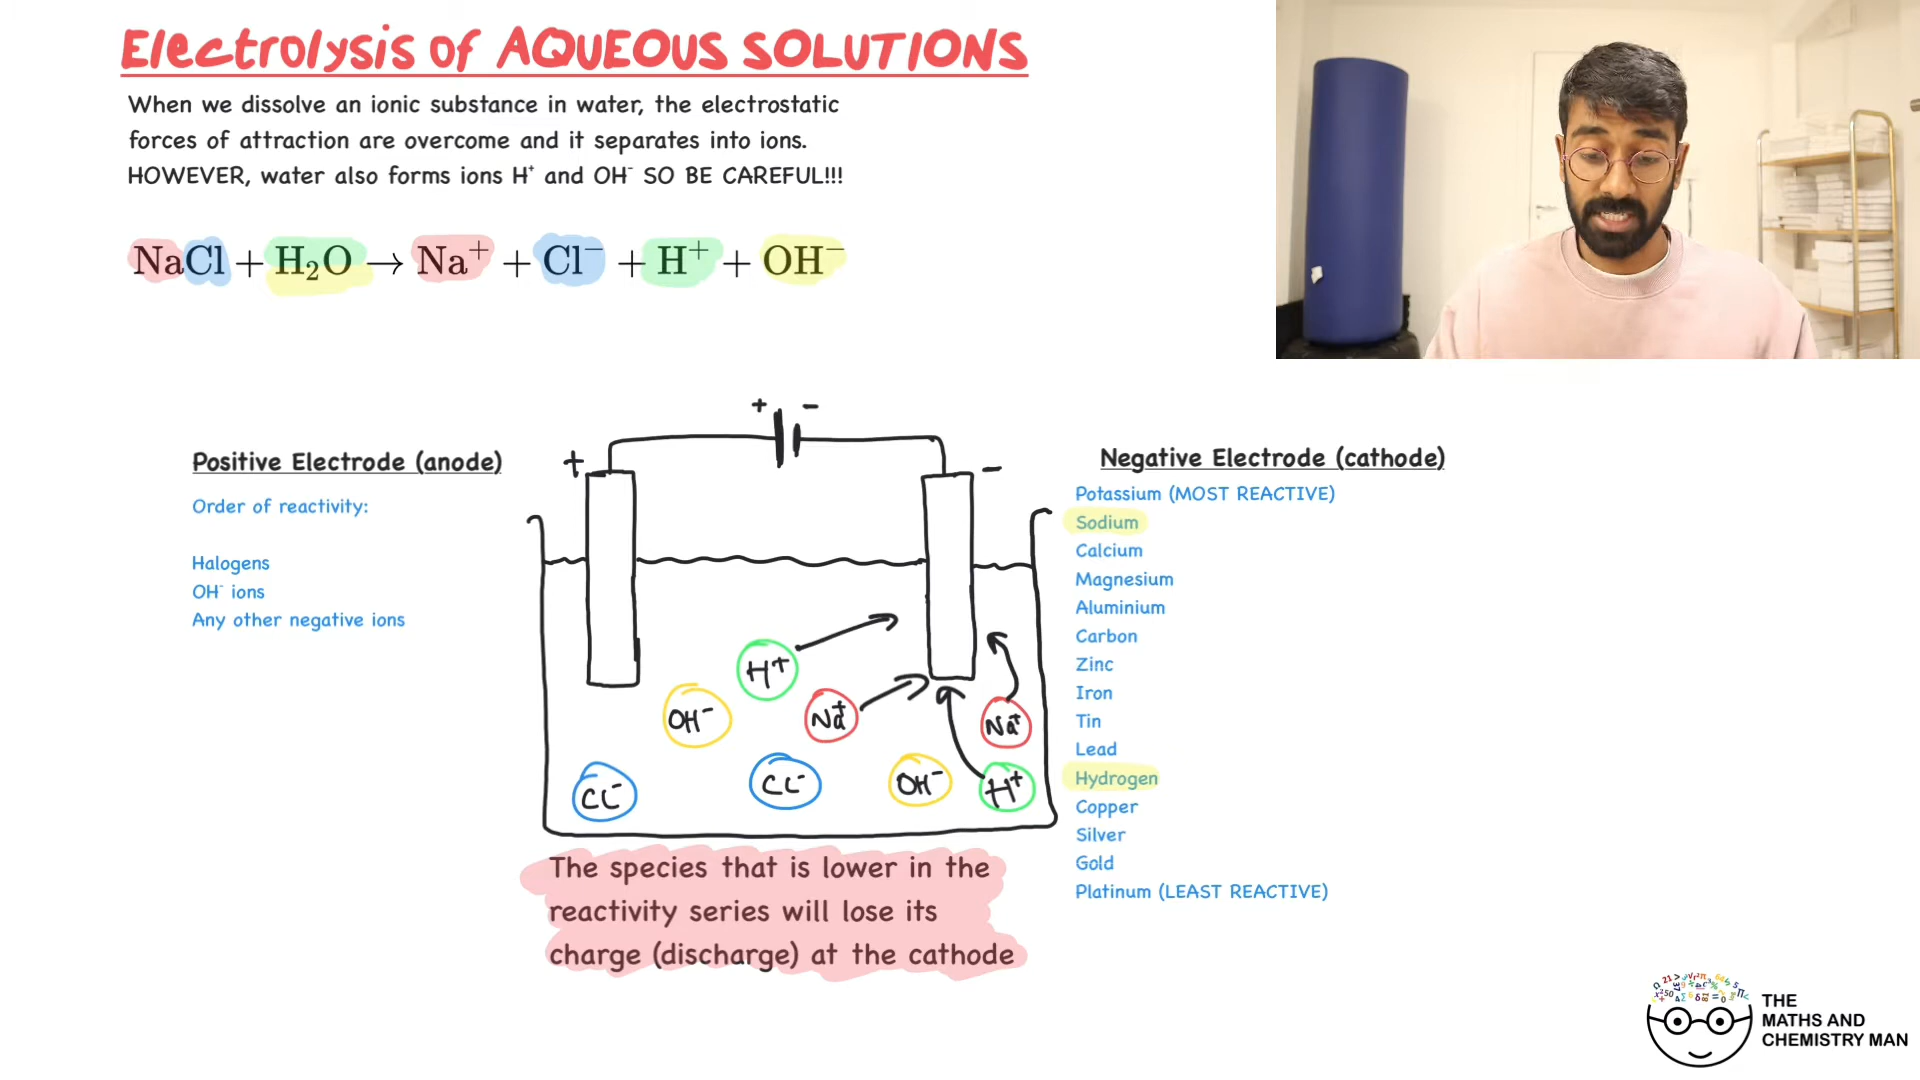 Electrolysis of AQUEOUS SOLUTIONS
When we dissolve an ionic substance in water, the electrostatic
forces of attraction are overcome and it separates into ions.
HOWEVER, water also forms ions H⁺ and OH⁻ SO BE CAREFUL!!!
NaCl + H₂O → Na⁺ + Cl⁻ + H⁺ + OH⁻
+ −
Positive Electrode (anode)
+
−
Negative Electrode (cathode)
Order of reactivity:
Halogens
OH⁻ ions
Any other negative ions
Potassium (MOST REACTIVE)
Sodium
Calcium
Magnesium
Aluminium
Carbon
Zinc
Iron
Tin
Lead
Hydrogen
Copper
Silver
Gold
Platinum (LEAST REACTIVE)
H⁺
OH⁻
Na⁺
Na⁺
CL⁻
CL⁻
OH⁻
H⁺
The species that is lower in the
reactivity series will lose its
charge (discharge) at the cathode
THE
MATHS AND
CHEMISTRY MAN